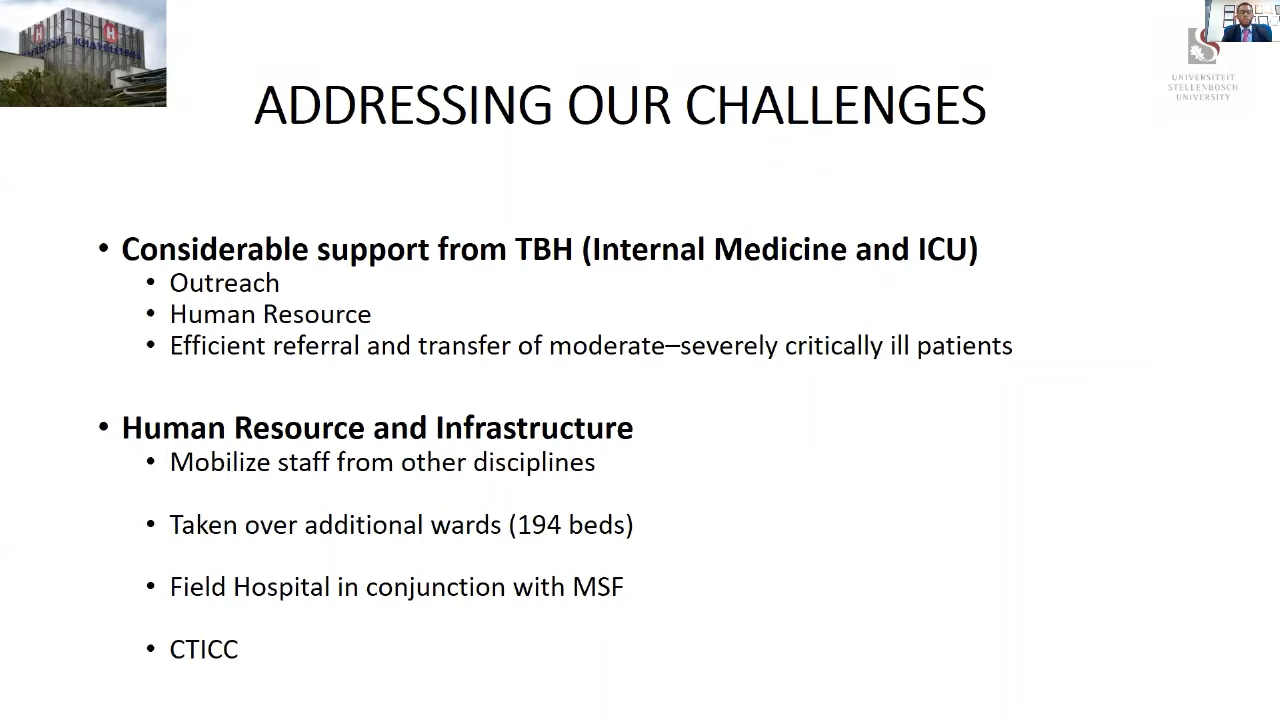 UNIVERSITEIT
STELLENBOSCH
UNIVERSITY
ADDRESSING OUR CHALLENGES
• Considerable support from TBH (Internal Medicine and ICU)
• Outreach
• Human Resource
• Efficient referral and transfer of moderate–severely critically ill patients
• Human Resource and Infrastructure
• Mobilize staff from other disciplines
• Taken over additional wards (194 beds)
• Field Hospital in conjunction with MSF
• CTICC